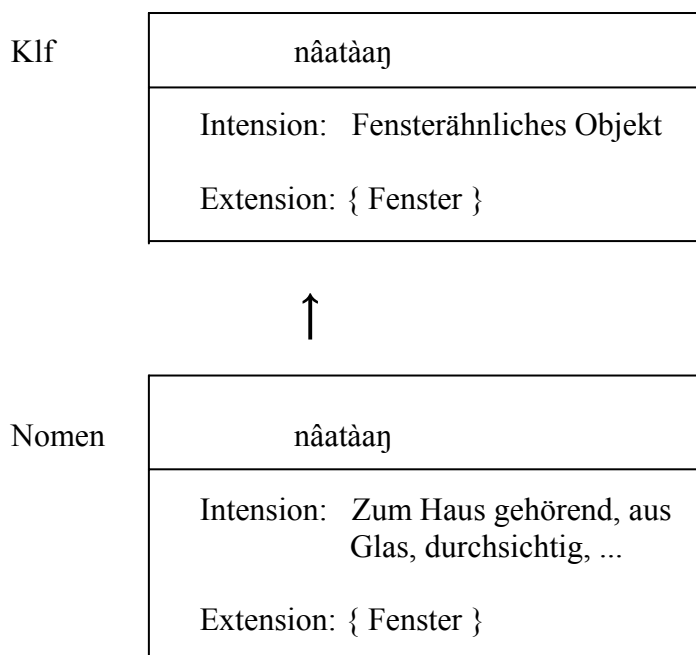 Klf nâatàaŋ
Intension: Fensterähnliches Objekt
Extension: { Fenster }
↑
Nomen nâatàaŋ
Intension: Zum Haus gehörend, aus
Glas, durchsichtig, ...
Extension: { Fenster }